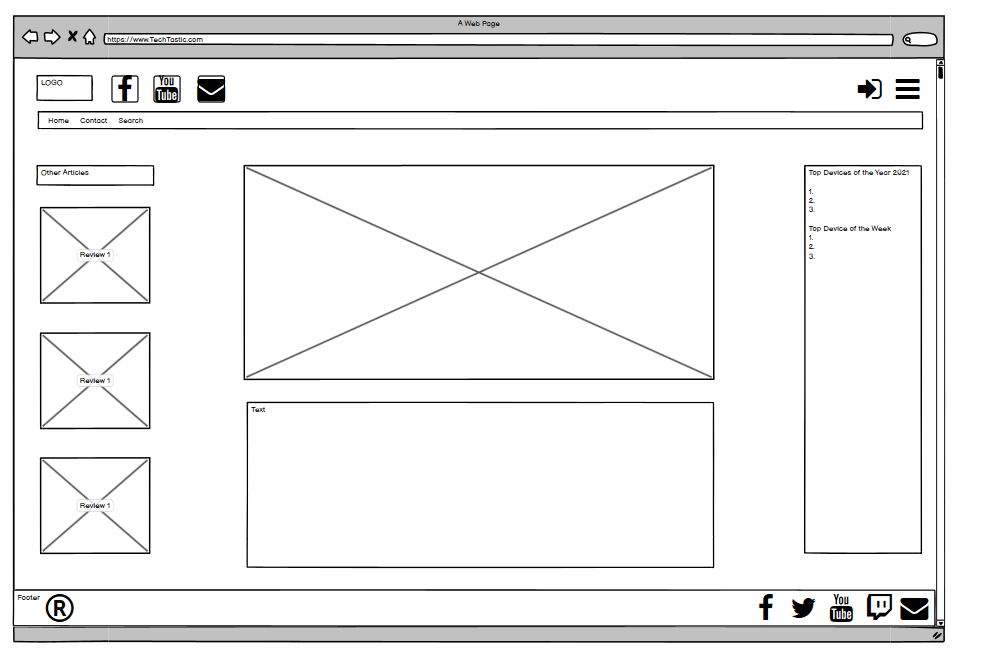 A Web Page
https://www.TechTastic.com
LOGO
You
Tube
Home Contact Search
Other Articles
Review 1
Review 1
Review 1
Text
Top Devices of the Year 2021
1.
2.
3.
Top Device of the Week
1.
2.
3.
Footer
®
You
Tube